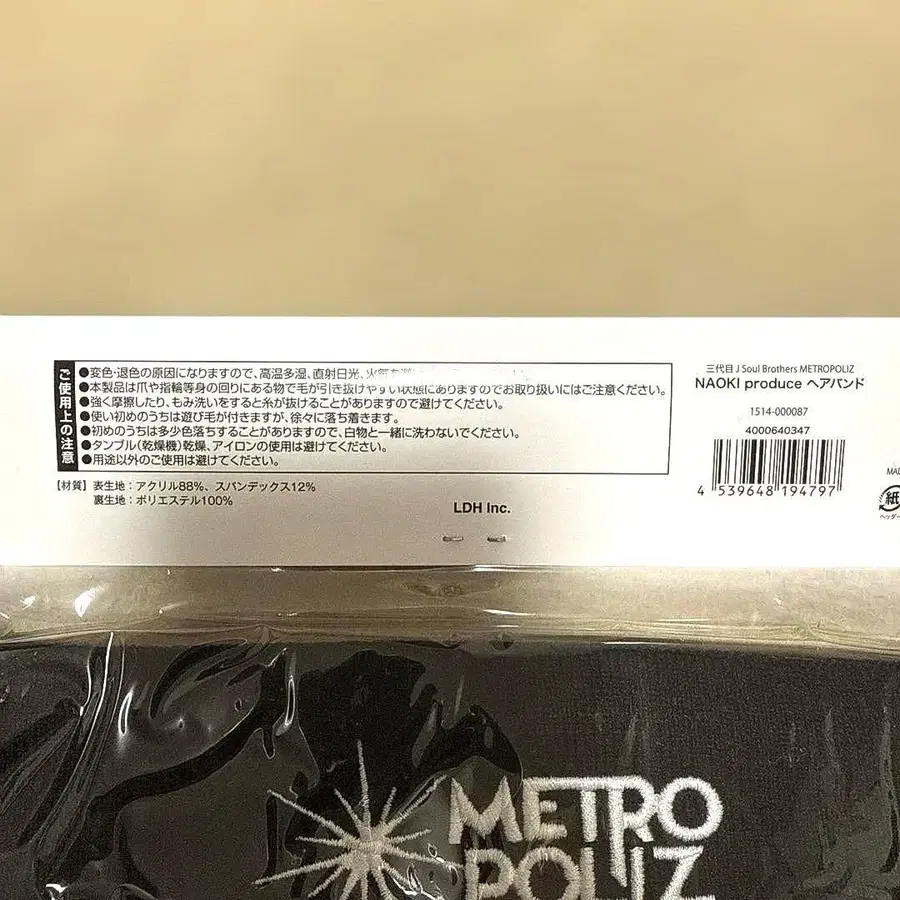 ご使用上の注意
●変色・退色の原因になりますので、高温多湿、直射日光、火気を
●本製品は爪や指輪等身の回りにある物で毛が引き抜けやすい状態にありますのでお取り扱いにはご注意ください。
●強く摩擦したり、もみ洗いをすると糸が抜けることがありますので避けてください。
●使い初めのうちは遊び毛が付きますが、徐々に落ち着きます。
●初めのうちは多少色落ちすることがありますので、白物と一緒に洗わないでください。
●タンブル(乾燥機)乾燥、アイロンの使用は避けてください。
●用途以外のご使用は避けてください。
【材質】表生地：アクリル88%、スパンデックス12%
裏生地：ポリエステル100%
LDH Inc.
三代目 J Soul Brothers METROPOLIZ
NAOKI produce ヘアバンド
1514-000087
4000640347
4 539648 194797
MAD
紙
ヘッダー
METRO
POLIZ